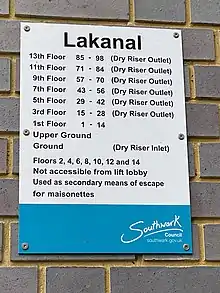 Lakanal
13th Floor 85 - 98 (Dry Riser Outlet)
11th Floor 71 - 84 (Dry Riser Outlet)
9th Floor 57 - 70 (Dry Riser Outlet)
7th Floor 43 - 56 (Dry Riser Outlet)
5th Floor 29 - 42 (Dry Riser Outlet)
3rd Floor 15 - 28 (Dry Riser Outlet)
1st Floor 1 - 14
Upper Ground
Ground (Dry Riser Inlet)
Floors 2, 4, 6, 8, 10, 12 and 14
Not accessible from lift lobby
Used as secondary means of escape
for maisonettes
Southwark
Council
southwark.gov.uk